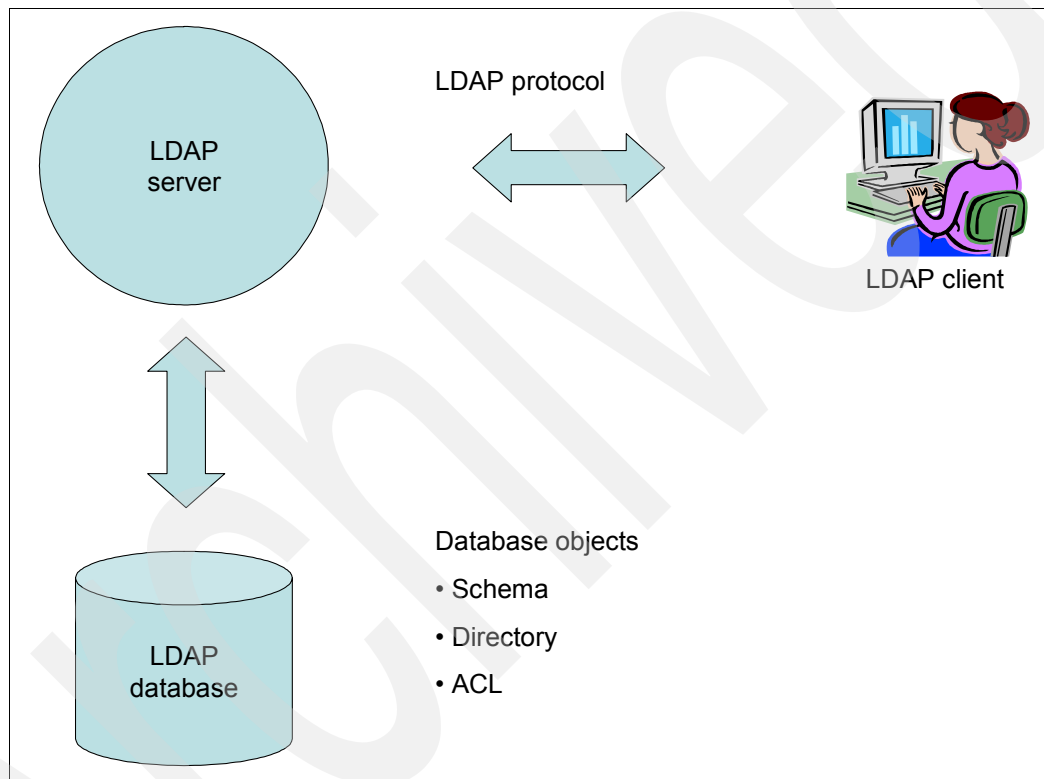 LDAP protocol
LDAP
server
LDAP client
Database objects
• Schema
• Directory
• ACL
LDAP
database